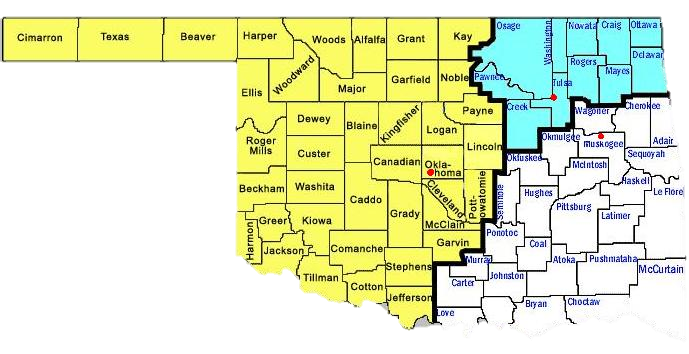 Cimarron
Texas
Beaver
Harper
Woods
Alfalfa
Grant
Kay
Osage
Washington
Nowata
Craig
Ottawa
Delawar
Rogers
Mayes
Ellis
Woodward
Major
Garfield
Noble
Pawnee
Tulsa
Creek
Wagoner
Cherokee
Adair
Dewey
Blaine
Kingfisher
Logan
Payne
Lincoln
Okmulgee
Muskogee
Sequoyah
Roger
Mills
Custer
Canadian
Okla-
homa
Okfuskee
McIntosh
Haskell
Le Flore
Beckham
Washita
Caddo
Grady
Cleveland
Pott-
owatomie
Seminole
Hughes
Pittsburg
Latimer
Harmon
Greer
Kiowa
McClain
Garvin
Ponotoc
Coal
Atoka
Pushmataha
McCurtain
Jackson
Comanche
Stephens
Murray
Johnston
Carter
Tillman
Cotton
Jefferson
Love
Bryan
Choctaw